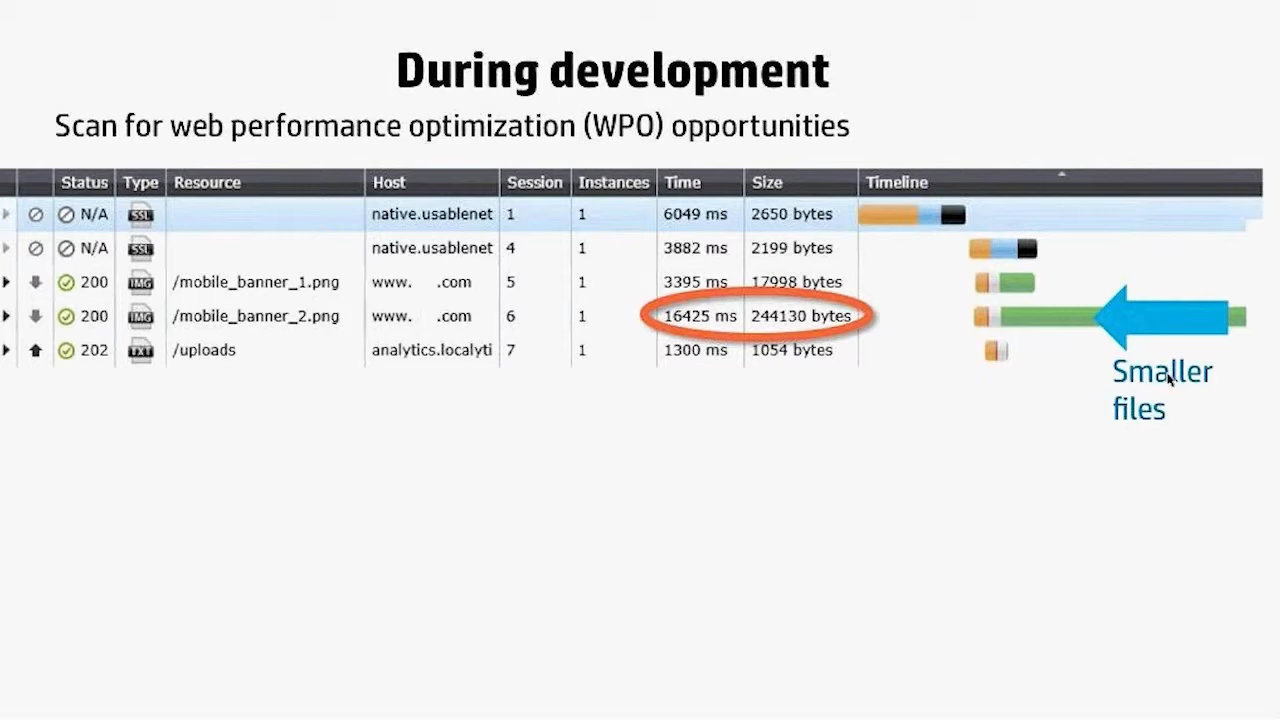 During development
Scan for web performance optimization (WPO) opportunities
Status Type Resource Host Session Instances Time Size Timeline
N/A SSL native.usablenet 1 1 6049 ms 2650 bytes
N/A SSL native.usablenet 4 1 3882 ms 2199 bytes
200 IMG /mobile_banner_1.png www. .com 5 1 3395 ms 17998 bytes
200 IMG /mobile_banner_2.png www. .com 6 1 16425 ms 244130 bytes
202 TXT /uploads analytics.localyti 7 1 1300 ms 1054 bytes
Smaller
files